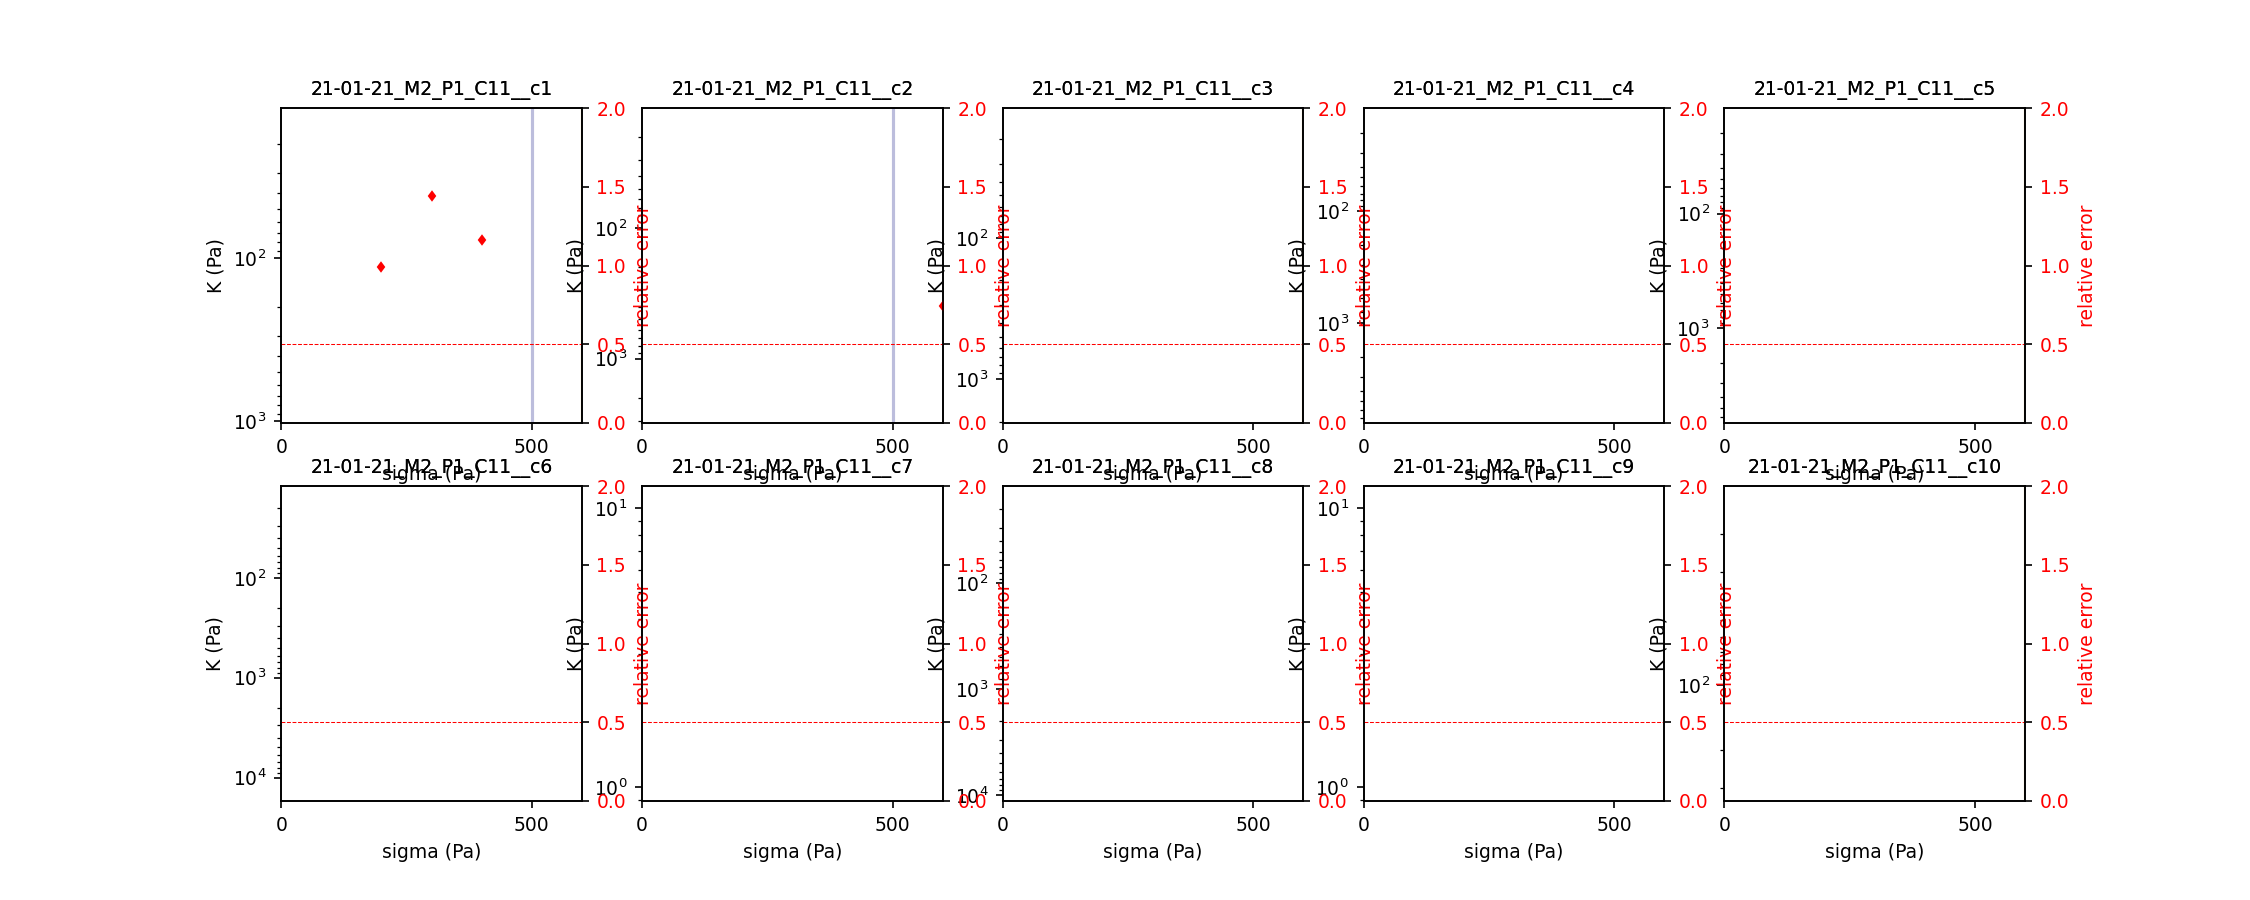 21-01-21_M2_P1_C11__c1 21-01-21_M2_P1_C11__c2 21-01-21_M2_P1_C11__c3 21-01-21_M2_P1_C11__c4 21-01-21_M2_P1_C11__c5
2.0 2.0 2.0 2.0 2.0
1.5 1.5 1.5 1.5 1.5
K (Pa) 10² 1.0 0.5 10³ 0.0 relative error
K (Pa) 10² 10³ 1.0 0.5 0.0 relative error
K (Pa) 10² 10³ 1.0 0.5 0.0 relative error
K (Pa) 10² 10³ 1.0 0.5 0.0 relative error
K (Pa) 10² 10³ 1.0 0.5 0.0 relative error
0 500 0 500 0 500 0 500 0 500
sigma (Pa) sigma (Pa) sigma (Pa) sigma (Pa) sigma (Pa)
21-01-21_M2_P1_C11__c6 21-01-21_M2_P1_C11__c7 21-01-21_M2_P1_C11__c8 21-01-21_M2_P1_C11__c9 21-01-21_M2_P1_C11__c10
2.0 2.0 2.0 2.0 2.0
1.5 1.5 1.5 1.5 1.5
K (Pa) 10² 10³ 10⁴ 1.0 0.5 0.0 relative error
K (Pa) 10¹ 10⁰ 1.0 0.5 0.0 relative error
K (Pa) 10² 10³ 10⁴ 1.0 0.5 0.0 relative error
K (Pa) 10¹ 10⁰ 1.0 0.5 0.0 relative error
K (Pa) 10² 1.0 0.5 0.0 relative error
0 500 0 500 0 500 0 500 0 500
sigma (Pa) sigma (Pa) sigma (Pa) sigma (Pa) sigma (Pa)